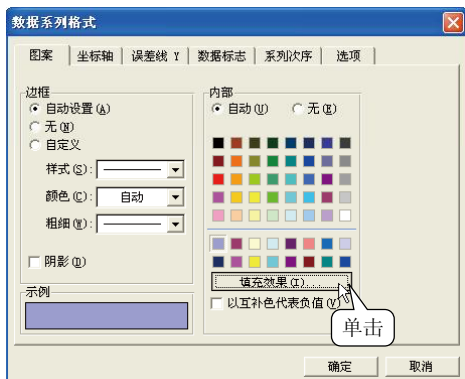 数据系列格式
图案 坐标轴 误差线 Y 数据标志 系列次序 选项
边框
自动设置(A)
无(N)
自定义
样式(S):
颜色(C): 自动
粗细(W):
阴影(D)
示例
内部
自动(U) 无(E)
填充效果(I)...
以互补色代表负值(V)
单击
确定 取消